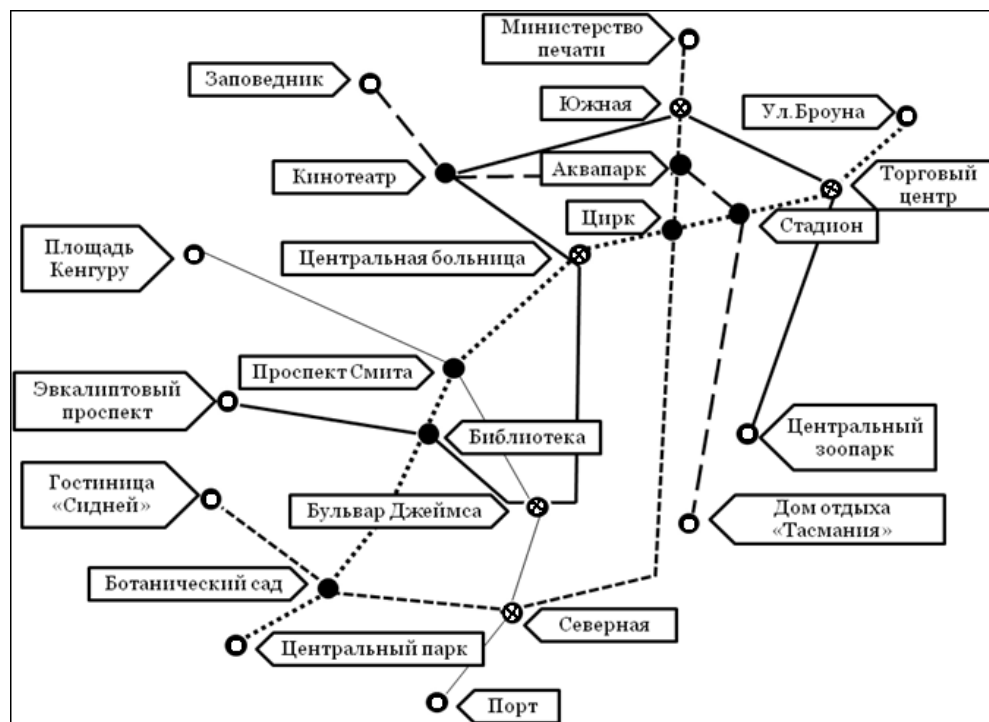 Министерство
печати
Заповедник
Южная
Ул.Броуна
Кинотеатр
Аквапарк
Торговый
центр
Цирк
Стадион
Площадь
Кенгуру
Центральная больница
Проспект Смита
Эвкалиптовый
проспект
Библиотека
Центральный
зоопарк
Гостиница
«Сидней»
Бульвар Джеймса
Дом отдыха
«Тасмания»
Ботанический сад
Северная
Центральный парк
Порт